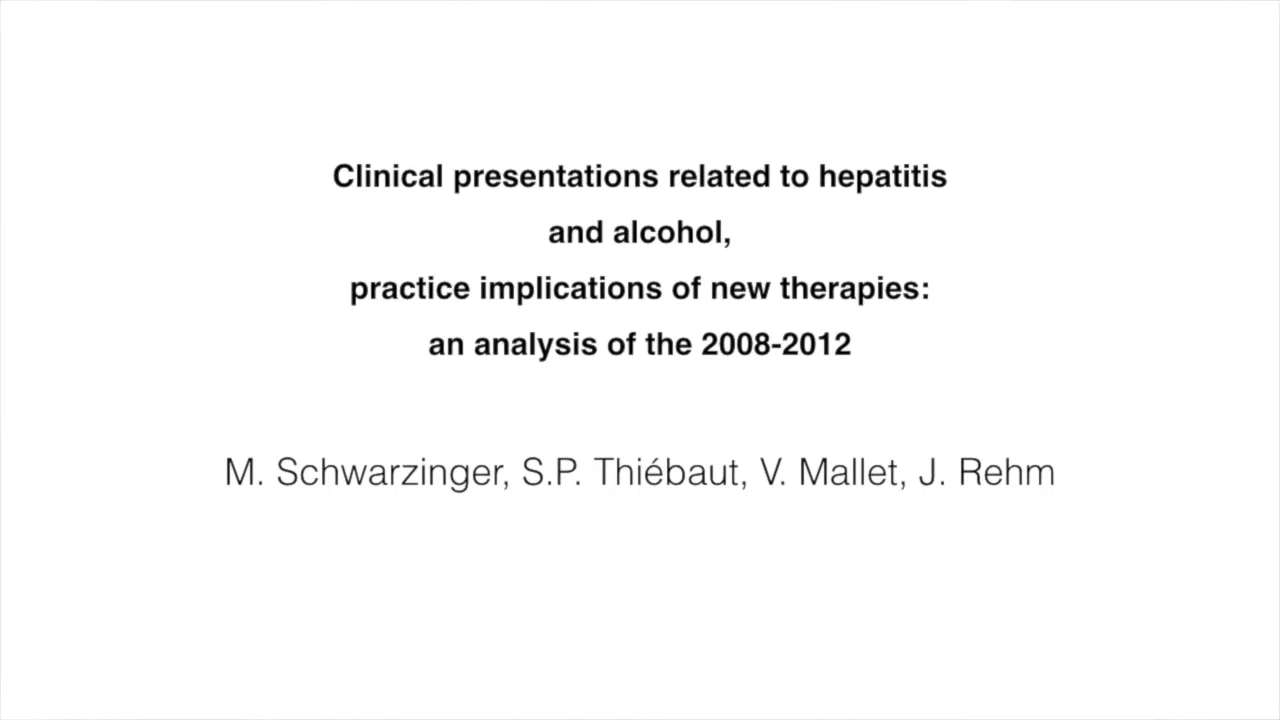 Clinical presentations related to hepatitis
and alcohol,
practice implications of new therapies:
an analysis of the 2008-2012
M. Schwarzinger, S.P. Thiébaut, V. Mallet, J. Rehm